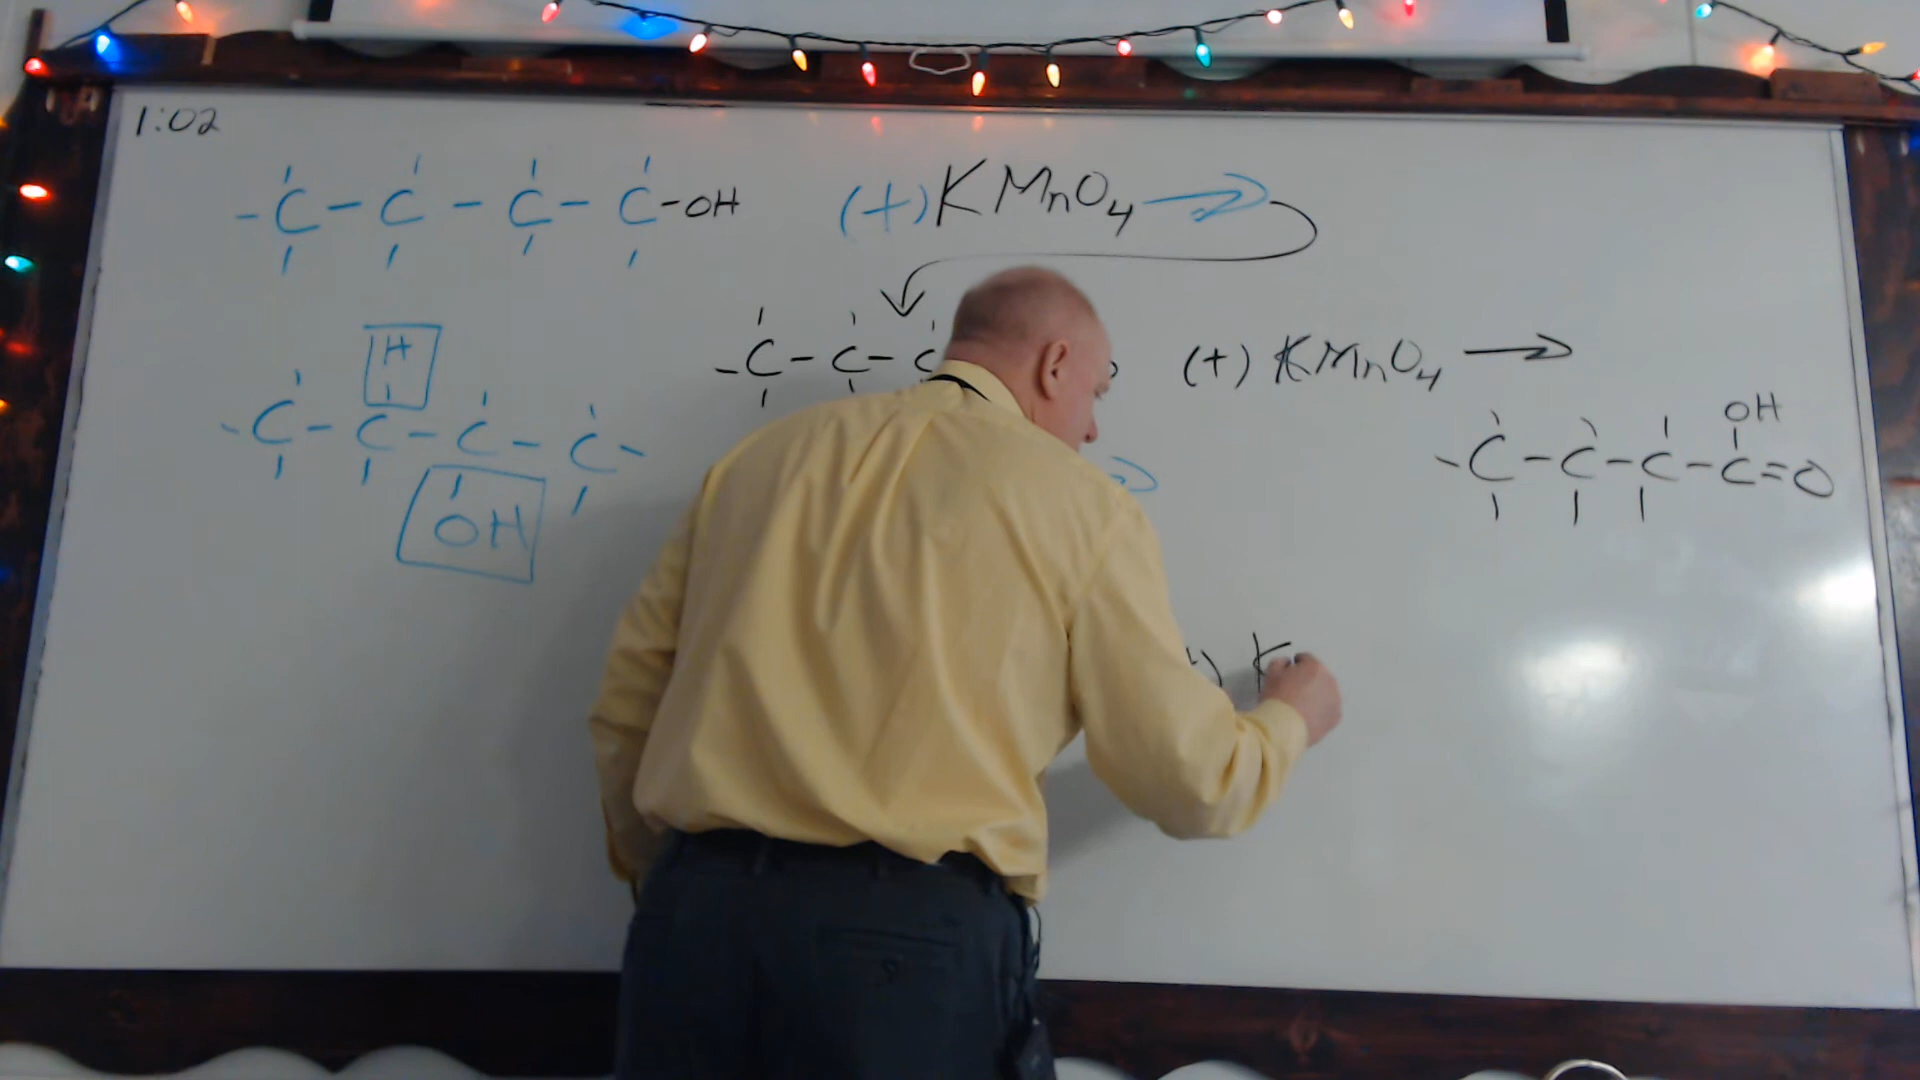 1:02
-C-C-C-C-OH (+) KMnO4
-C-C-C (+) KMnO4
H
-C-C-C-C-
OH
OH
-C-C-C-C=O
K